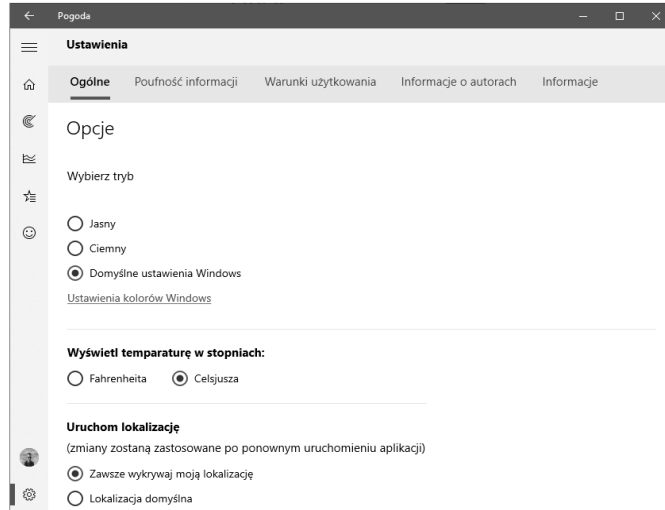 Pogoda
Ustawienia
Ogólne Poufność informacji Warunki użytkowania Informacje o autorach Informacje
Opcje
Wybierz tryb
Jasny
Ciemny
Domyślne ustawienia Windows
Ustawienia kolorów Windows
Wyświetl temparaturę w stopniach:
Fahrenheita Celsjusza
Uruchom lokalizację
(zmiany zostaną zastosowane po ponownym uruchomieniu aplikacji)
Zawsze wykrywaj moją lokalizację
Lokalizacja domyślna